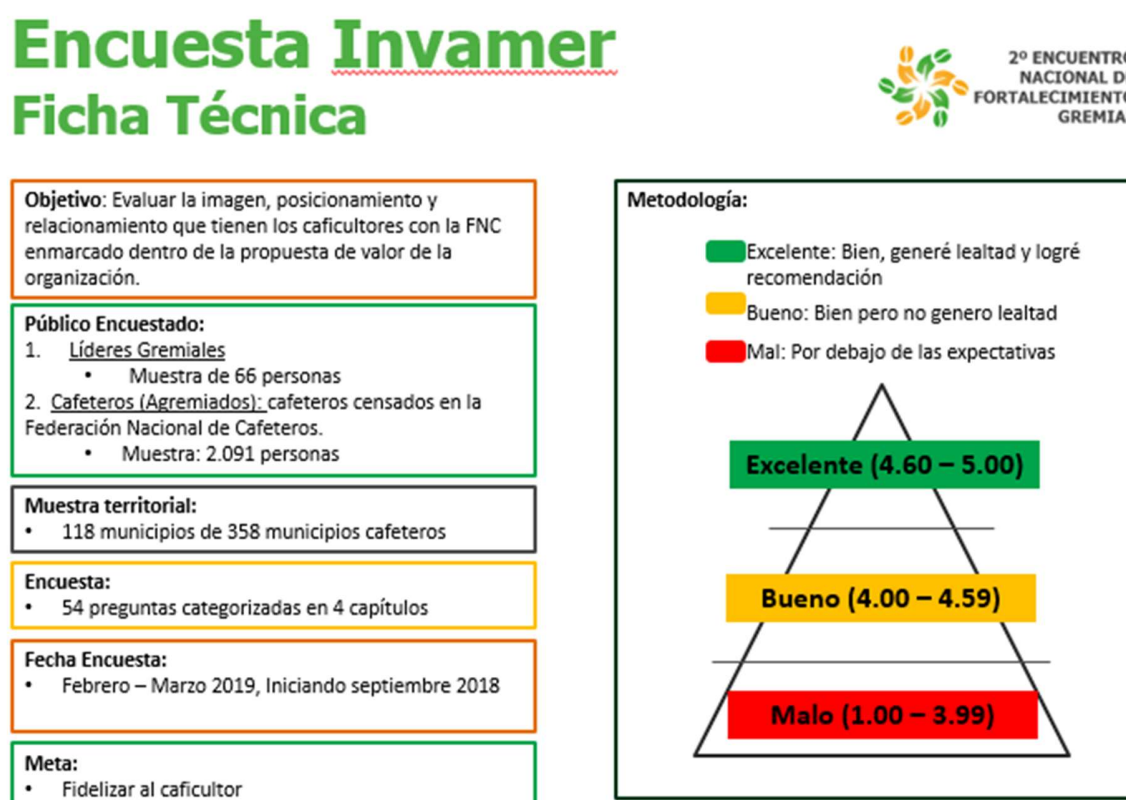 Encuesta Invamer
Ficha Técnica
2º ENCUENTRO
NACIONAL DE
FORTALECIMIENTO
GREMIA
Objetivo: Evaluar la imagen, posicionamiento y
relacionamiento que tienen los caficultores con la FNC
enmarcado dentro de la propuesta de valor de la
organización.
Público Encuestado:
1. Líderes Gremiales
• Muestra de 66 personas
2. Cafeteros (Agremiados): cafeteros censados en la
Federación Nacional de Cafeteros.
• Muestra: 2.091 personas
Muestra territorial:
• 118 municipios de 358 municipios cafeteros
Encuesta:
• 54 preguntas categorizadas en 4 capítulos
Fecha Encuesta:
• Febrero – Marzo 2019, Iniciando septiembre 2018
Meta:
• Fidelizar al caficultor
Metodología:
Excelente: Bien, generé lealtad y logré
recomendación
Bueno: Bien pero no genero lealtad
Mal: Por debajo de las expectativas
Excelente (4.60 – 5.00)
Bueno (4.00 – 4.59)
Malo (1.00 – 3.99)